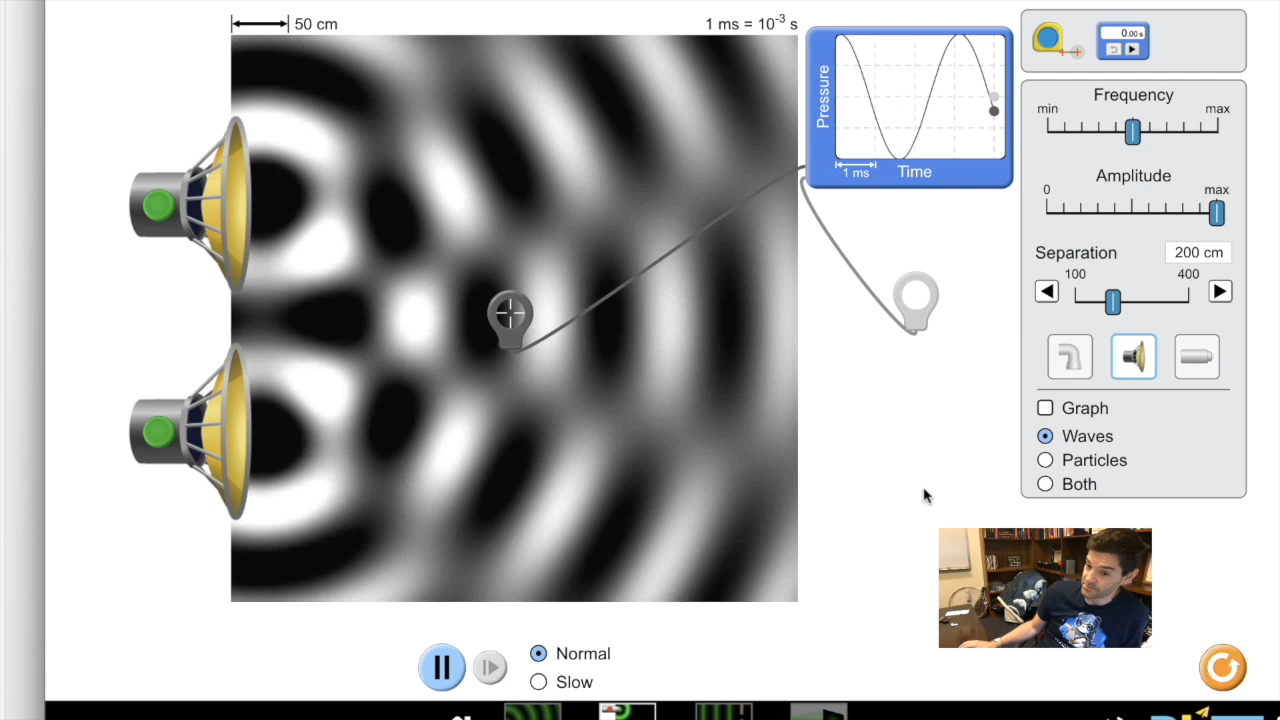 50 cm
1 ms = 10⁻³ s
Pressure
1 ms
Time
0.00 s
Frequency
min
max
Amplitude
0
max
Separation
200 cm
100
400
Graph
Waves
Particles
Both
Normal
Slow